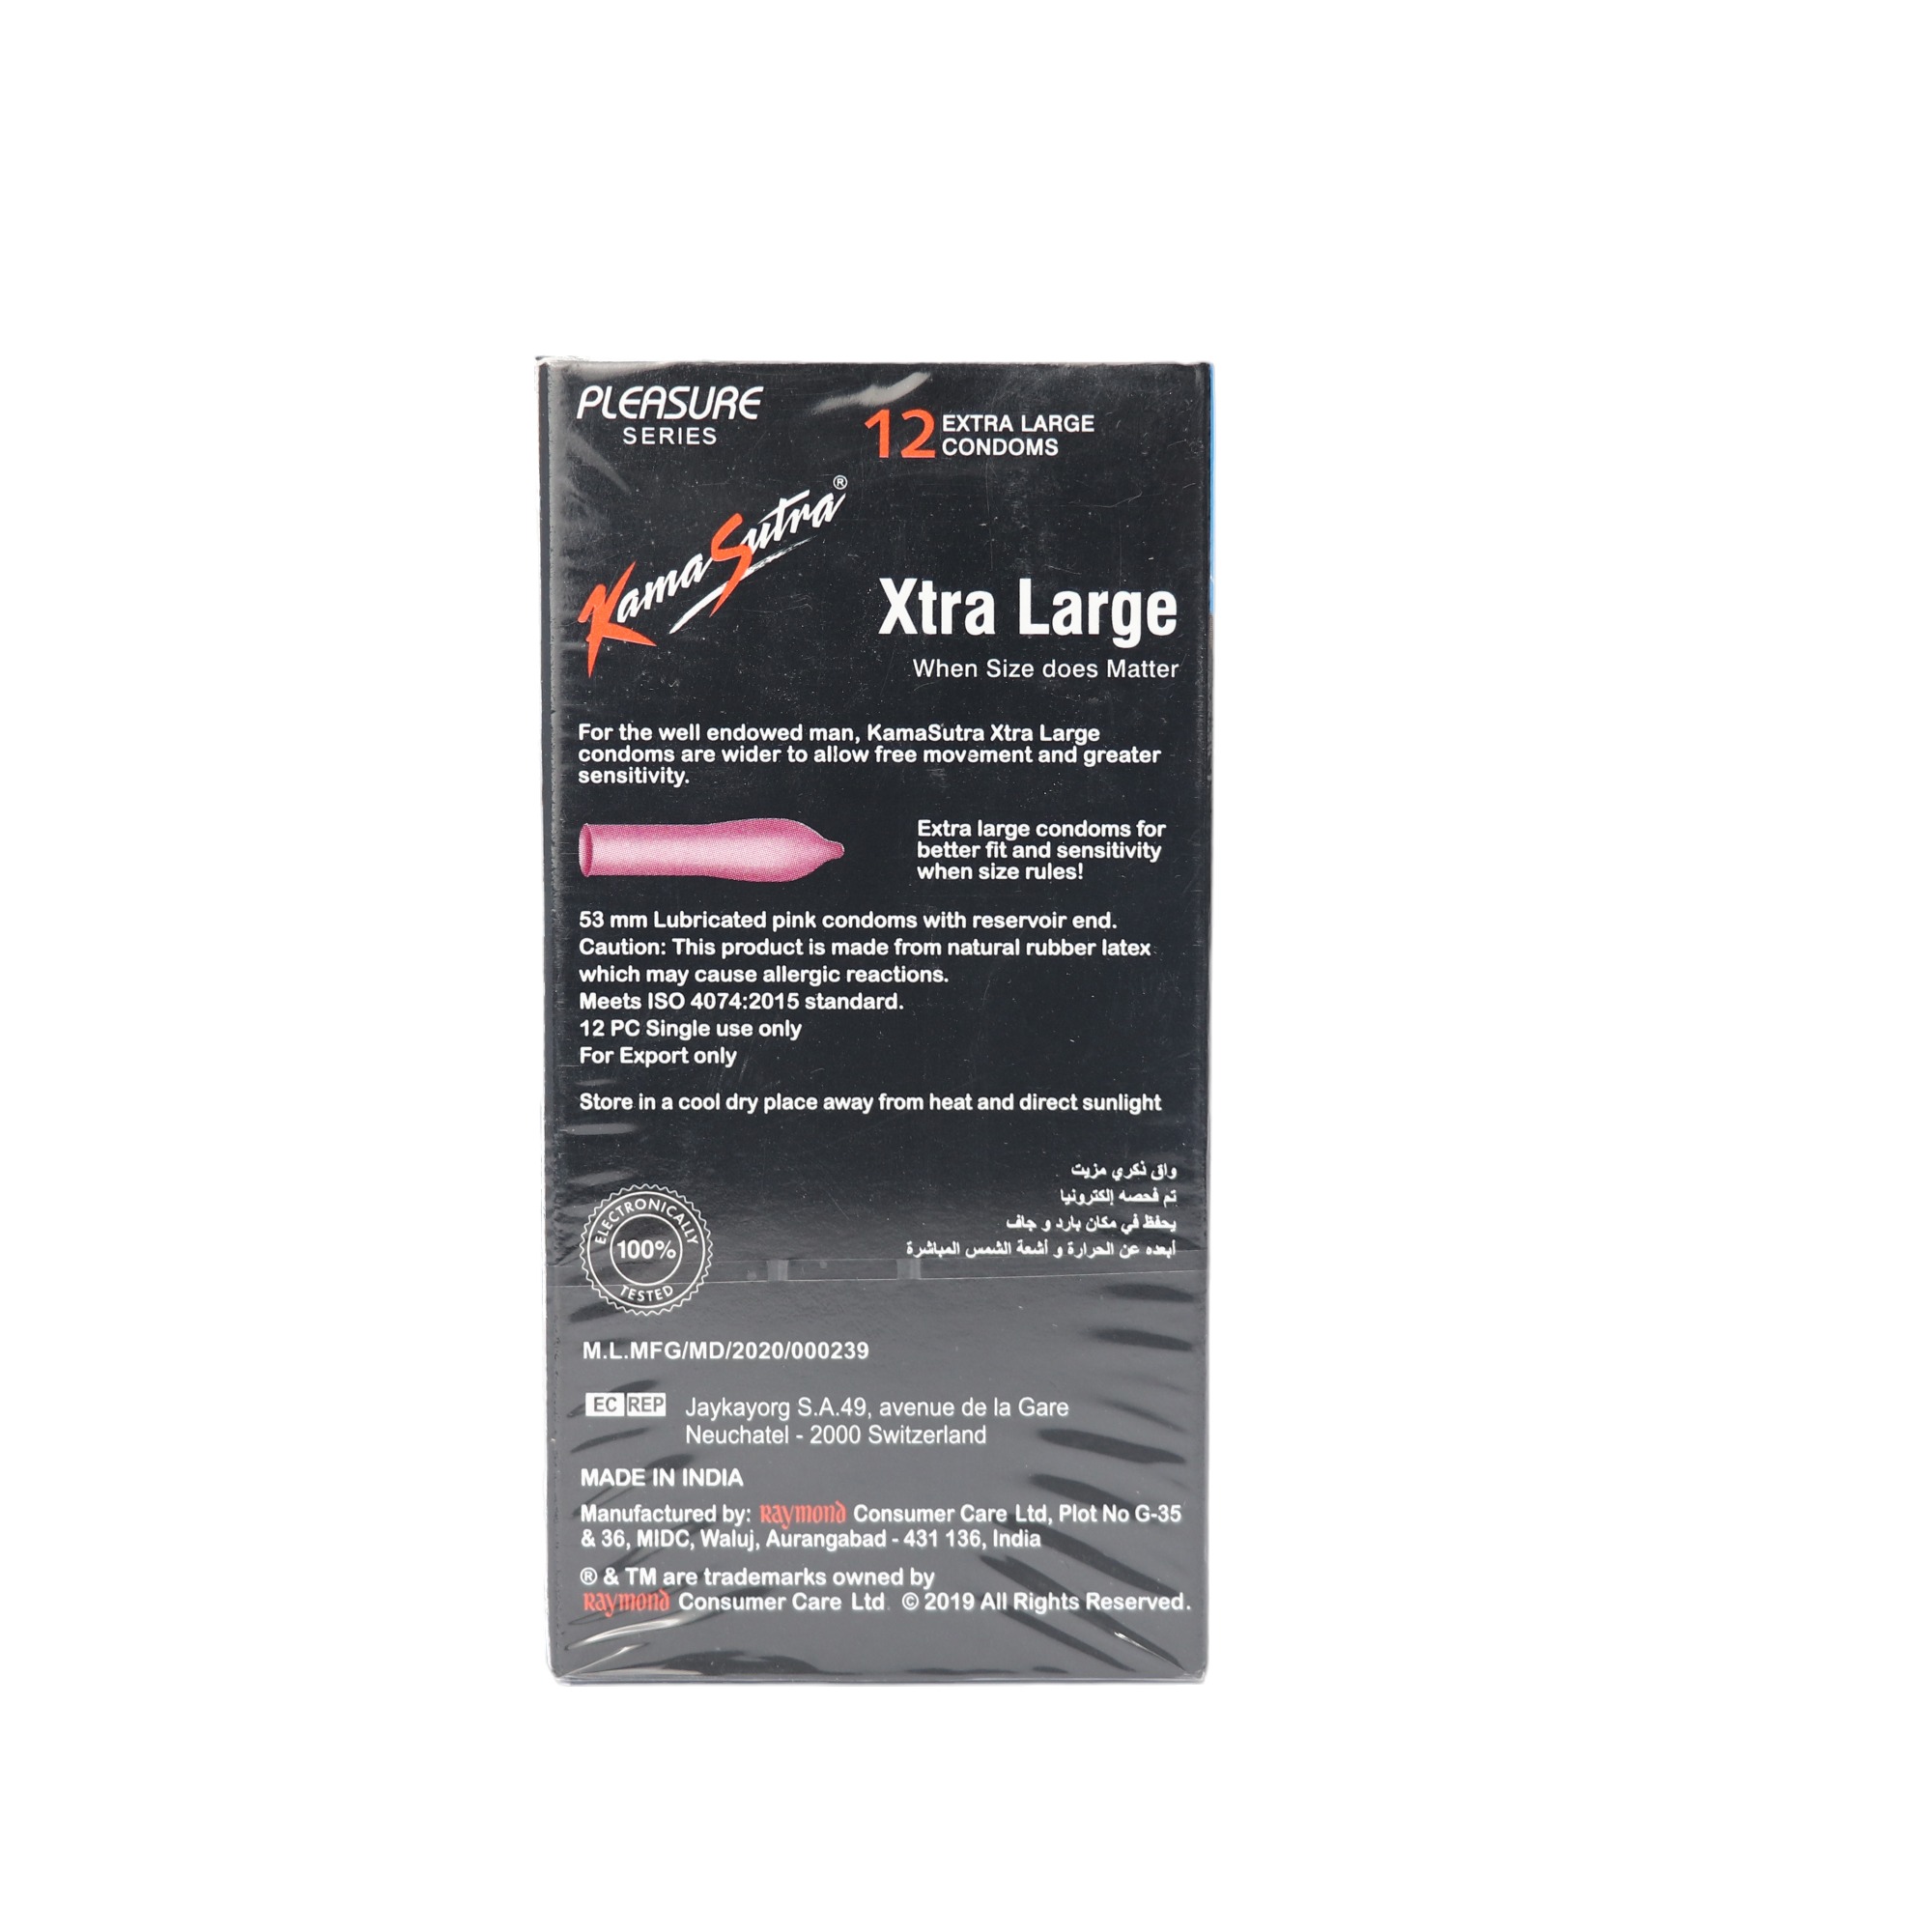 PLEASURE
SERIES
12 EXTRA LARGE
CONDOMS
KamaSutra®
Xtra Large
When Size does Matter
For the well endowed man, KamaSutra Xtra Large
condoms are wider to allow free movement and greater
sensitivity.
Extra large condoms for
better fit and sensitivity
when size rules!
53 mm Lubricated pink condoms with reservoir end.
Caution: This product is made from natural rubber latex
which may cause allergic reactions.
Meets ISO 4074:2015 standard.
12 PC Single use only
For Export only
Store in a cool dry place away from heat and direct sunlight
واق ذكري مزيت
تم فحصه إلكترونيا
يحفظ في مكان بارد و جاف
أبعده عن الحرارة و أشعة الشمس المباشرة
ELECTRONICALLY
100%
TESTED
M.L.MFG/MD/2020/000239
EC REP Jaykayorg S.A.49, avenue de la Gare
Neuchatel - 2000 Switzerland
MADE IN INDIA
Manufactured by: Raymond Consumer Care Ltd, Plot No G-35
& 36, MIDC, Waluj, Aurangabad - 431 136, India
® & TM are trademarks owned by
Raymond Consumer Care Ltd. © 2019 All Rights Reserved.